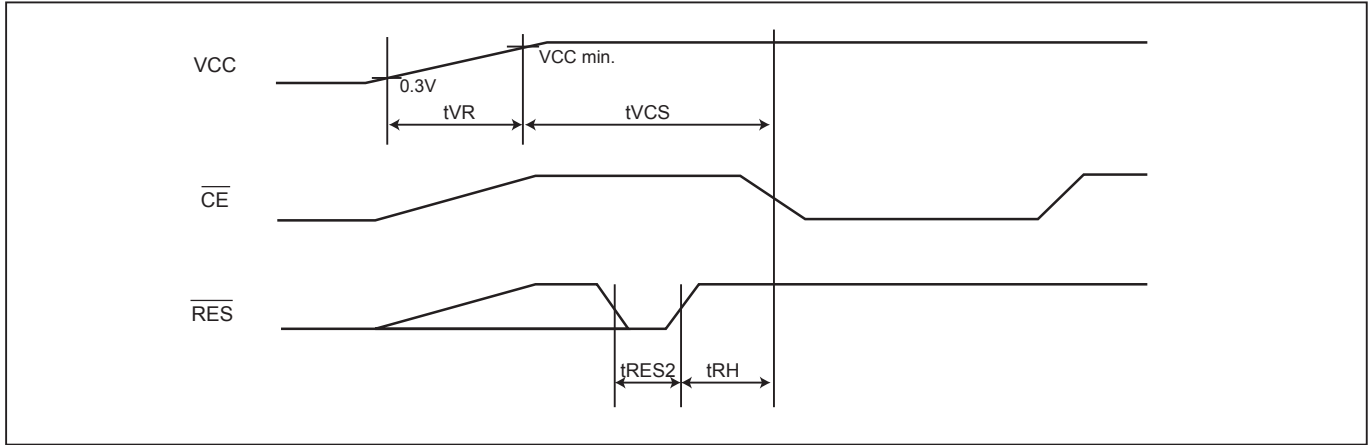 VCC
0.3V
VCC min.
tVR
tVCS
CE
RES
tRES2
tRH